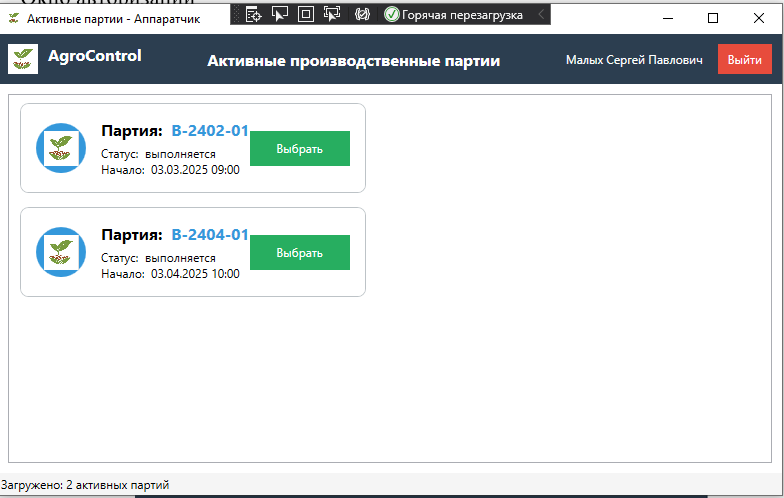 Окно авторизации
Активные партии - Аппаратчик
Горячая перезагрузка
AgroControl
Активные производственные партии
Малых Сергей Павлович
Выйти
Партия: B-2402-01
Статус: выполняется
Начало: 03.03.2025 09:00
Выбрать
Партия: B-2404-01
Статус: выполняется
Начало: 03.04.2025 10:00
Выбрать
Загружено: 2 активных партий